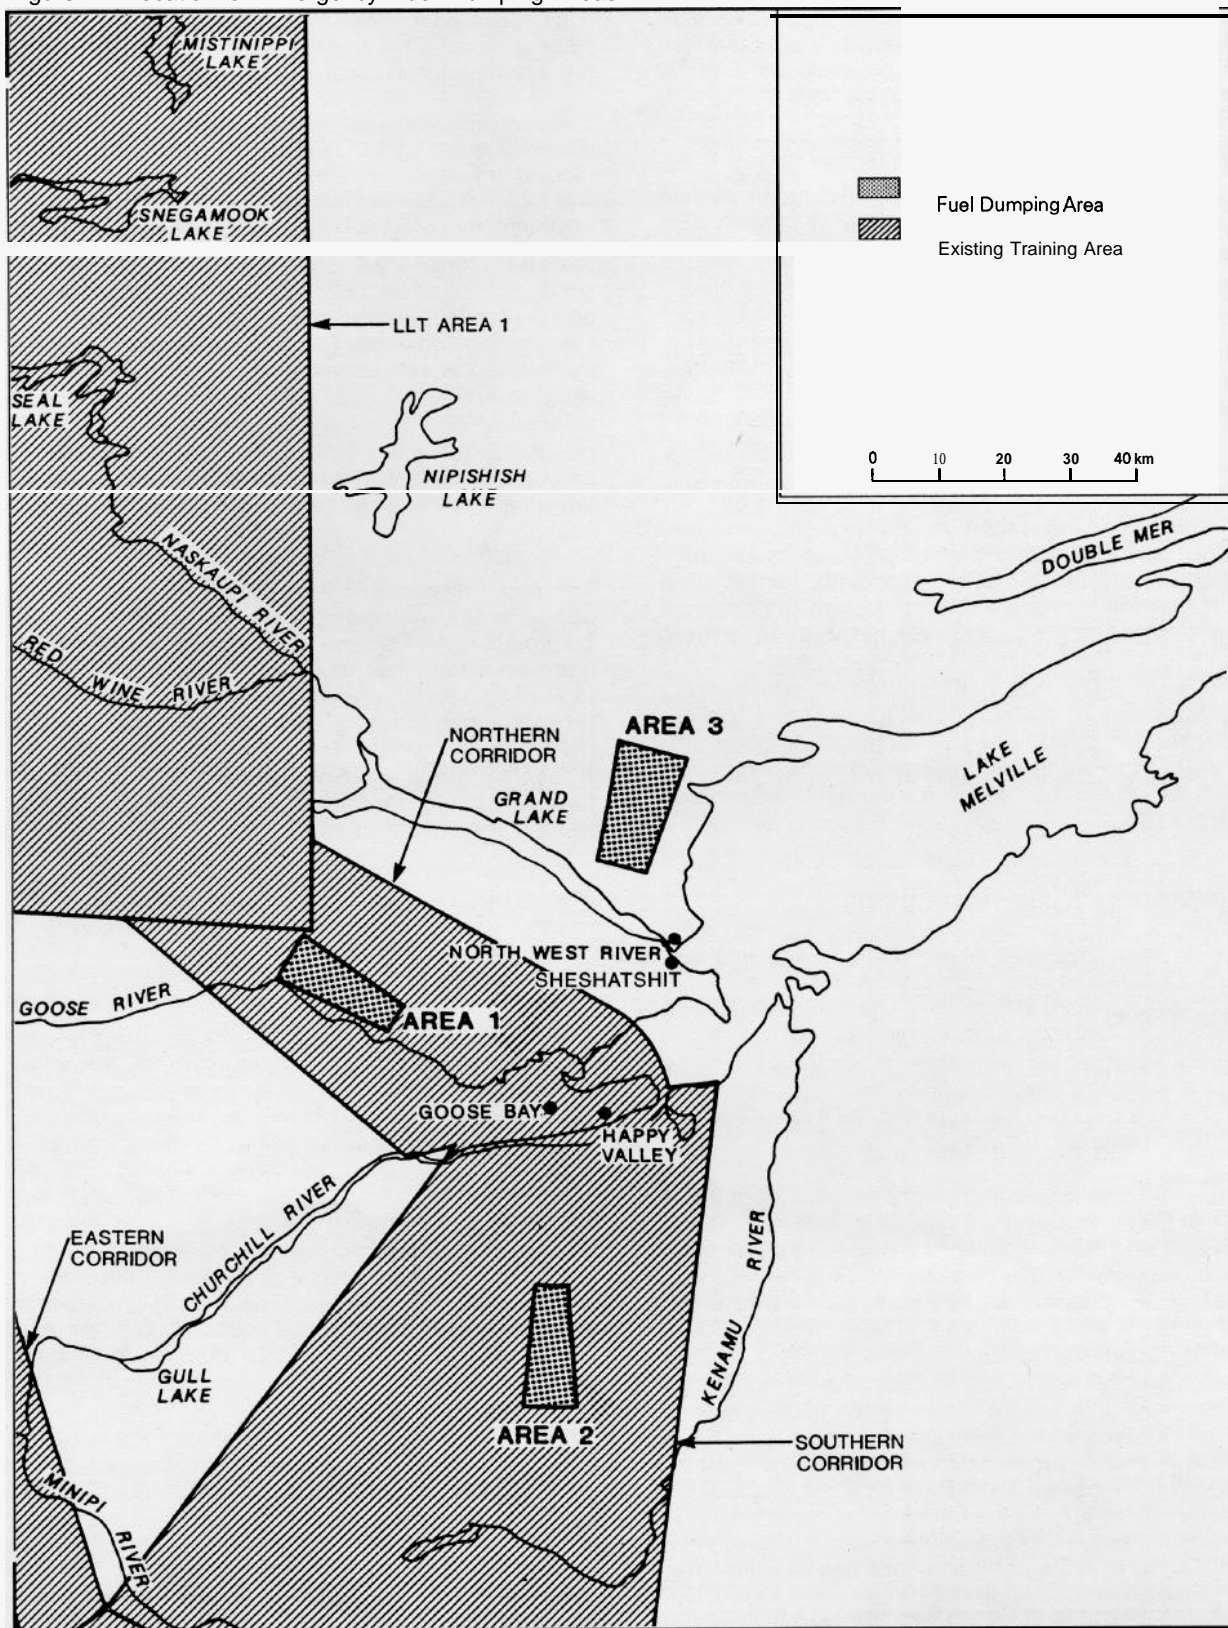 MISTINIPPI
LAKE
SNEGAMOOK
LAKE
Fuel Dumping Area
Existing Training Area
LLT AREA 1
SEAL
LAKE
NIPISHISH
LAKE
0 10 20 30 40 km
DOUBLE MER
NASKAUPI RIVER
RED WINE RIVER
NORTHERN
CORRIDOR
AREA 3
GRAND
LAKE
LAKE
MELVILLE
NORTH WEST RIVER
SHESHATSHIT
GOOSE RIVER
AREA 1
GOOSE BAY
HAPPY
VALLEY
CHURCHILL RIVER
EASTERN
CORRIDOR
KENAMU RIVER
GULL
LAKE
AREA 2
SOUTHERN
CORRIDOR
MINIPI RIVER